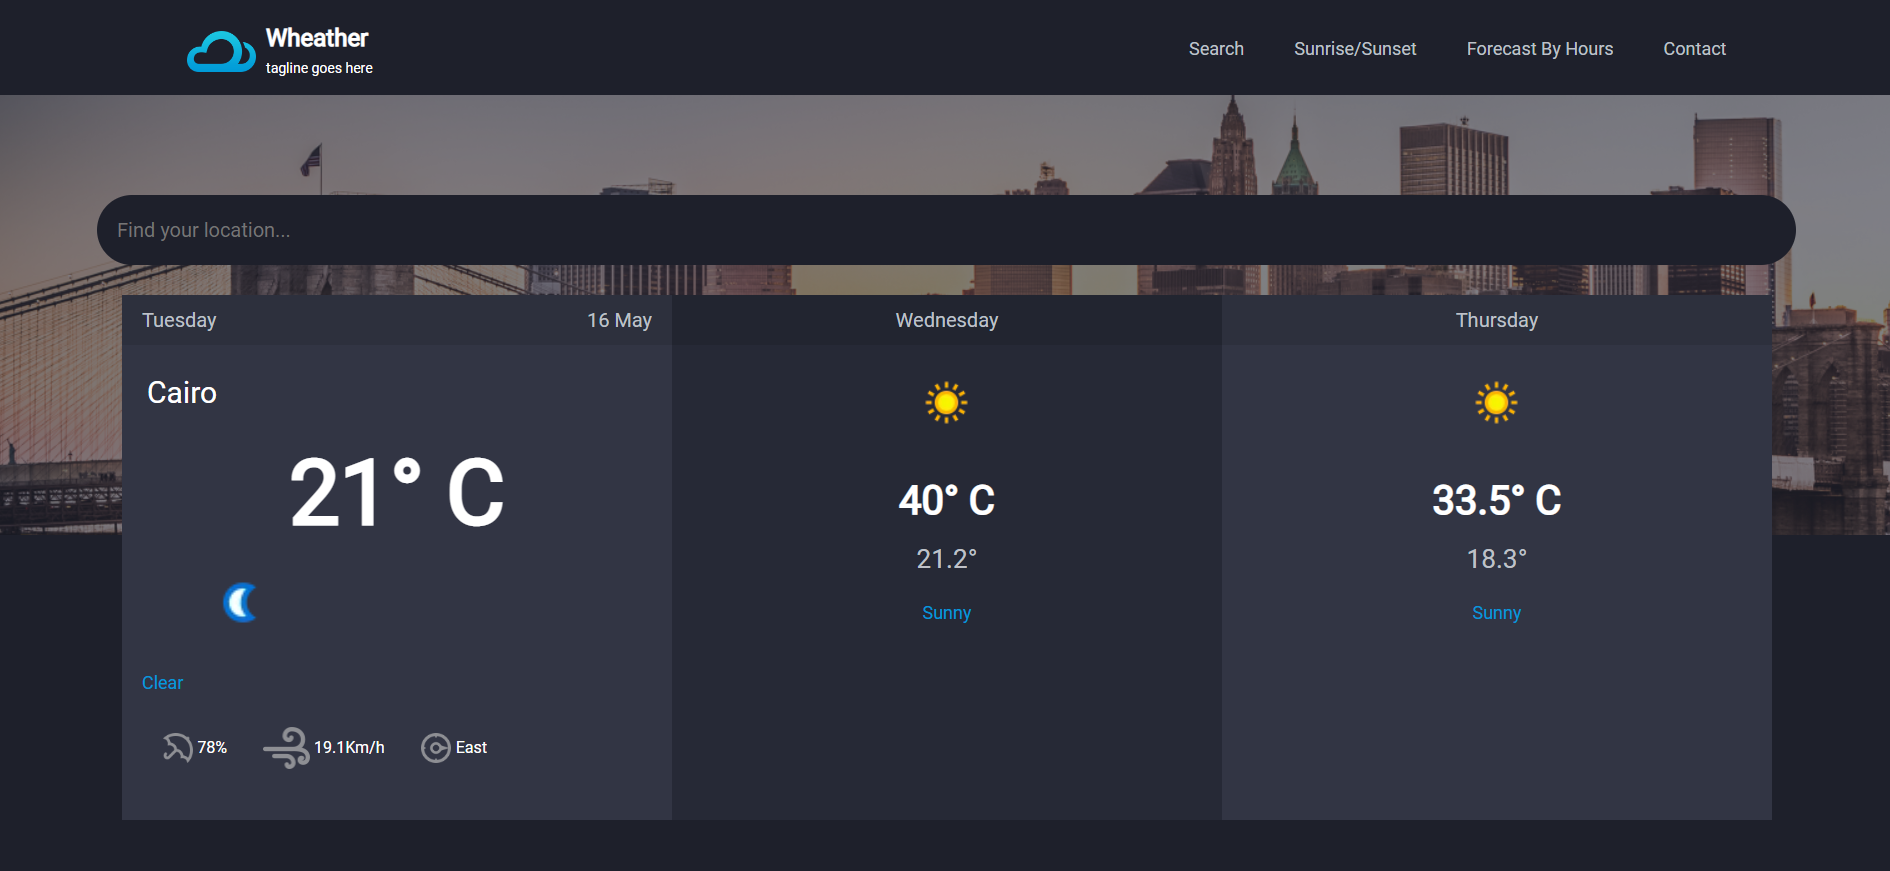 Wheather
tagline goes here
Search
Sunrise/Sunset
Forecast By Hours
Contact
Find your location...
Tuesday
16 May
Cairo
21° C
Clear
78%
19.1Km/h
East
Wednesday
40° C
21.2°
Sunny
Thursday
33.5° C
18.3°
Sunny